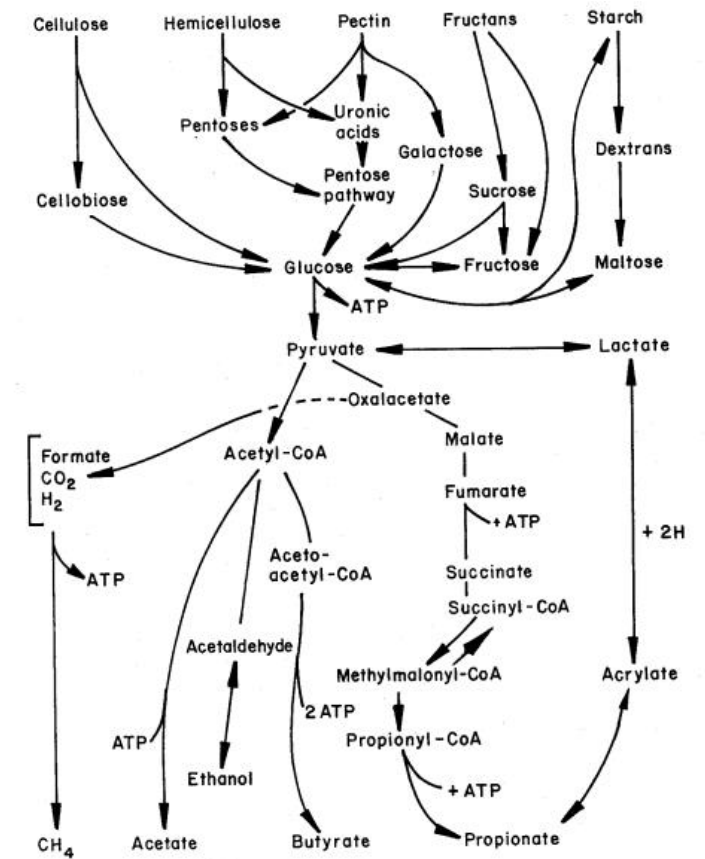 Cellulose
Hemicellulose
Pectin
Fructans
Starch
Pentoses
Uronic
acids
Galactose
Dextrans
Cellobiose
Pentose
pathway
Sucrose
Glucose
Fructose
Maltose
ATP
Pyruvate
Lactate
Oxalacetate
Malate
Acetyl-CoA
Formate
CO2
H2
Fumarate
+ATP
+ 2H
ATP
Aceto-
acetyl-CoA
Succinate
Succinyl-CoA
Acetaldehyde
Methylmalonyl-CoA
Acrylate
2 ATP
ATP
Propionyl-CoA
Ethanol
+ ATP
CH4
Acetate
Butyrate
Propionate